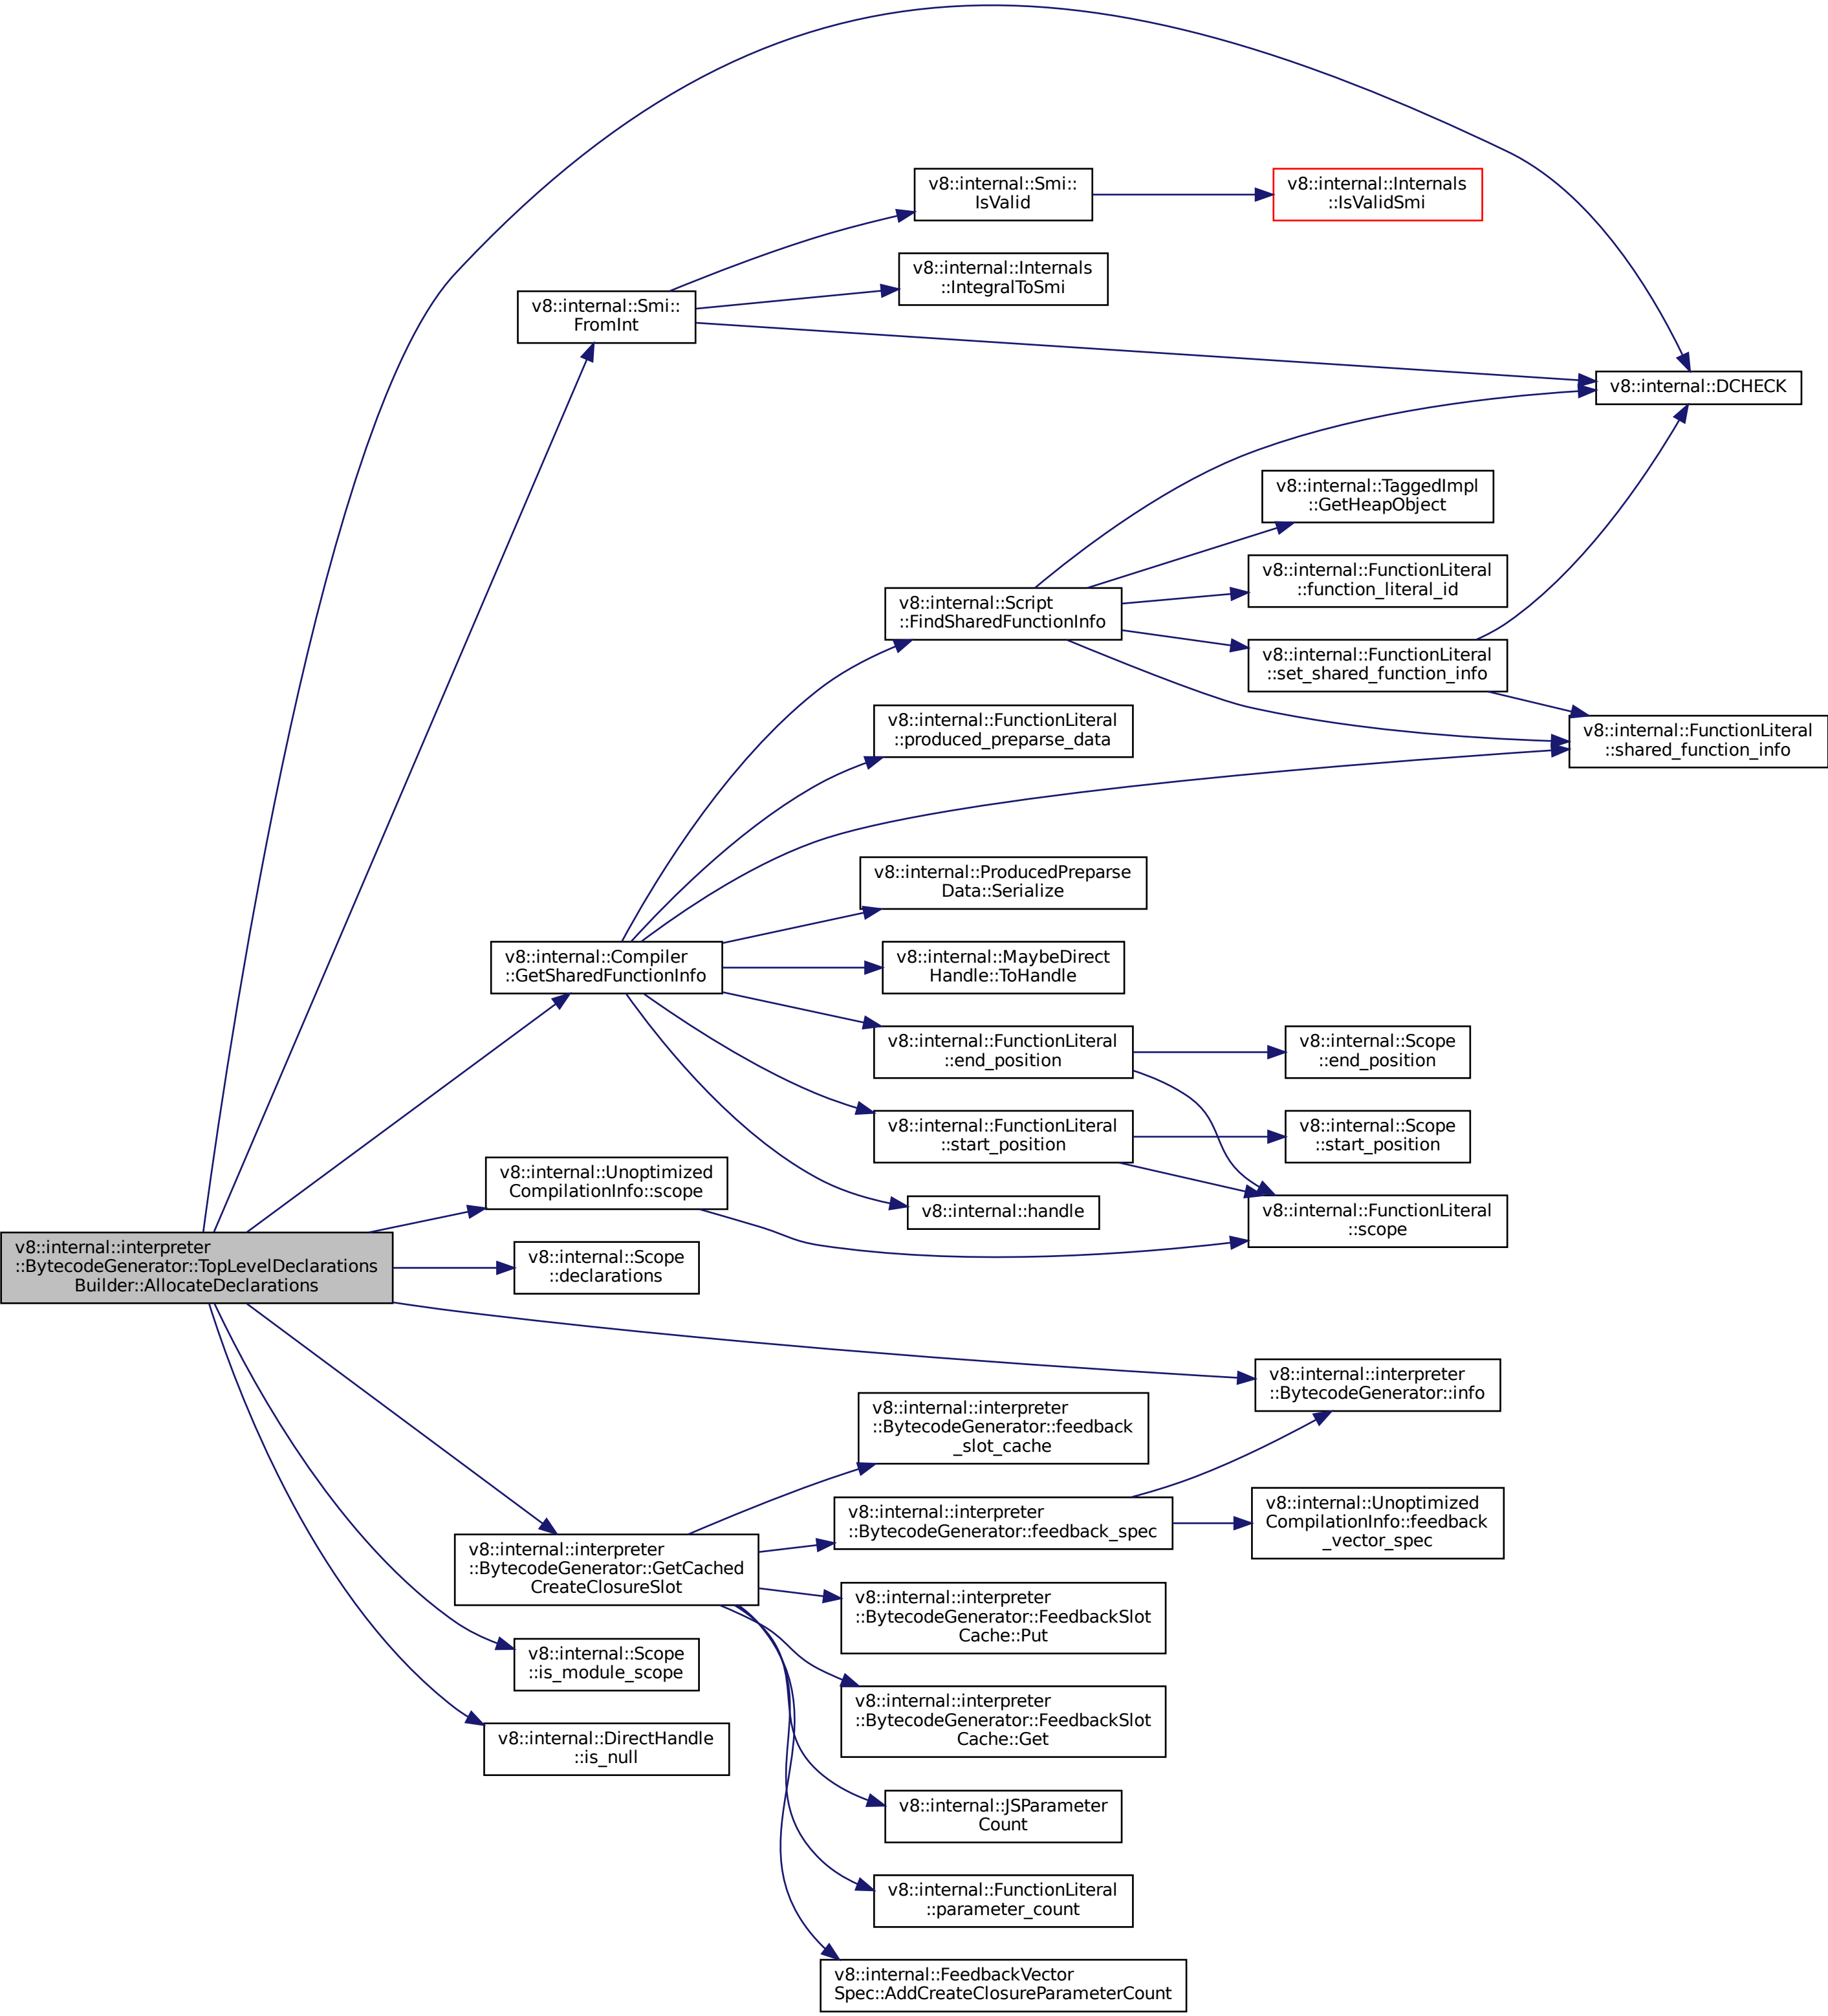 v8::internal::Smi::
IsValid
v8::internal::Internals
::IsValidSmi
v8::internal::Internals
::IntegralToSmi
v8::internal::Smi::
FromInt
v8::internal::DCHECK
v8::internal::TaggedImpl
::GetHeapObject
v8::internal::FunctionLiteral
::function_literal_id
v8::internal::Script
::FindSharedFunctionInfo
v8::internal::FunctionLiteral
::set_shared_function_info
v8::internal::FunctionLiteral
::produced_preparse_data
v8::internal::FunctionLiteral
::shared_function_info
v8::internal::ProducedPreparse
Data::Serialize
v8::internal::Compiler
::GetSharedFunctionInfo
v8::internal::MaybeDirect
Handle::ToHandle
v8::internal::FunctionLiteral
::end_position
v8::internal::Scope
::end_position
v8::internal::FunctionLiteral
::start_position
v8::internal::Scope
::start_position
v8::internal::Unoptimized
CompilationInfo::scope
v8::internal::handle
v8::internal::FunctionLiteral
::scope
v8::internal::interpreter
::BytecodeGenerator::TopLevelDeclarations
Builder::AllocateDeclarations
v8::internal::Scope
::declarations
v8::internal::interpreter
::BytecodeGenerator::info
v8::internal::interpreter
::BytecodeGenerator::feedback
_slot_cache
v8::internal::interpreter
::BytecodeGenerator::feedback_spec
v8::internal::Unoptimized
CompilationInfo::feedback
_vector_spec
v8::internal::interpreter
::BytecodeGenerator::GetCached
CreateClosureSlot
v8::internal::interpreter
::BytecodeGenerator::FeedbackSlot
Cache::Put
v8::internal::Scope
::is_module_scope
v8::internal::interpreter
::BytecodeGenerator::FeedbackSlot
Cache::Get
v8::internal::DirectHandle
::is_null
v8::internal::JSParameter
Count
v8::internal::FunctionLiteral
::parameter_count
v8::internal::FeedbackVector
Spec::AddCreateClosureParameterCount